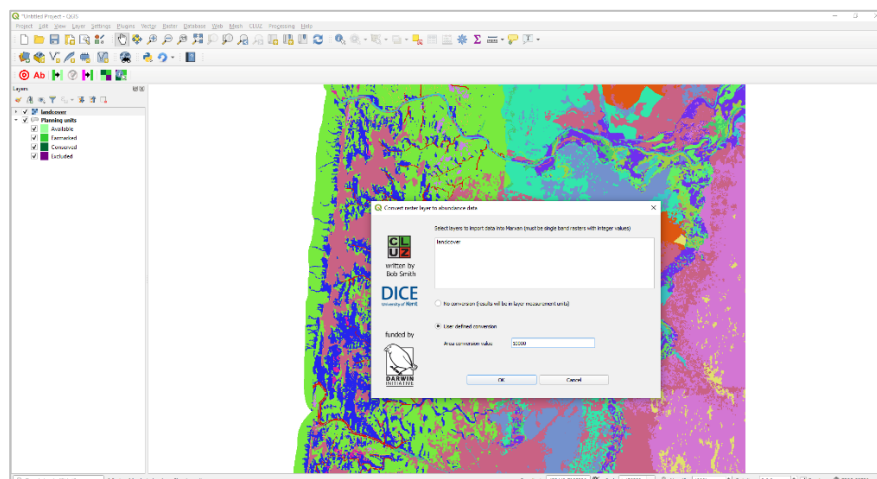 *Untitled Project - QGIS
Project Edit View Layer Settings Plugins Vector Raster Database Web Mesh CLUZ Processing Help
Ab
Layers
landcover
Planning units
Available
Earmarked
Conserved
Excluded
Convert raster layer to abundance data
Select layers to import data into Marxan (must be single band rasters with integer values)
landcover
CL
UZ
written by
Bob Smith
DICE
University of Kent
No conversion (results will be in layer measurement units)
User defined conversion
Area conversion value
10000
funded by
DARWIN
INITIATIVE
OK
Cancel